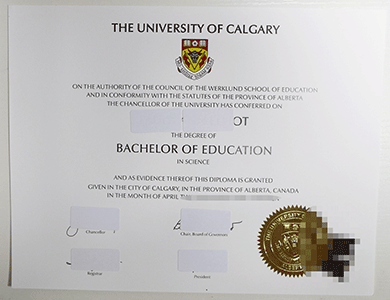 THE UNIVERSITY OF CALGARY
ON THE AUTHORITY OF THE COUNCIL OF THE WERKLUND SCHOOL OF EDUCATION
AND IN CONFORMITY WITH THE STATUTES OF THE PROVINCE OF ALBERTA
THE CHANCELLOR OF THE UNIVERSITY HAS CONFERRED ON
OT
THE DEGREE OF
BACHELOR OF EDUCATION
IN SCIENCE
AND AS EVIDENCE THEREOF THIS DIPLOMA IS GRANTED
GIVEN IN THE CITY OF CALGARY, IN THE PROVINCE OF ALBERTA, CANADA
IN THE MONTH OF APRIL
Chancellor
Chair, Board of Governors
Registrar
President
THE UNIVERSITY